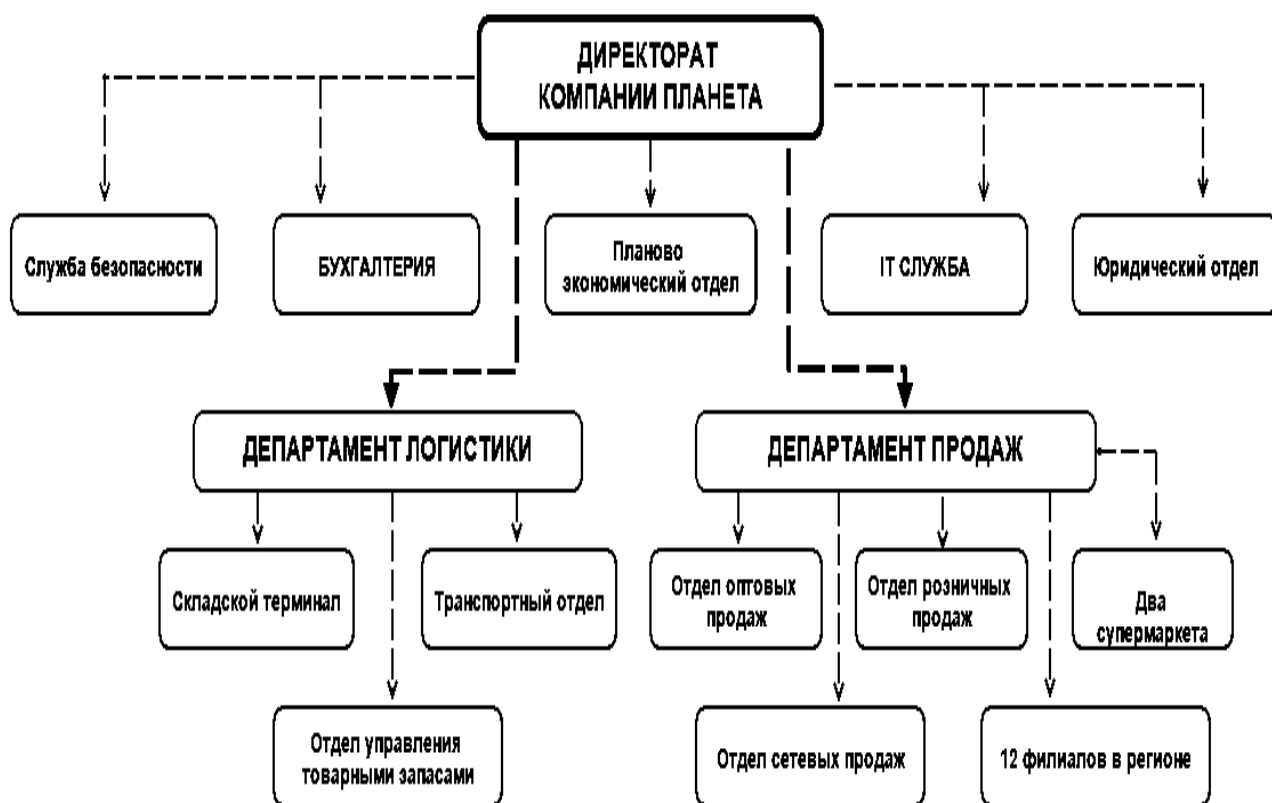 ДИРЕКТОРАТ
КОМПАНИИ ПЛАНЕТА
Служба безопасности
БУХГАЛТЕРИЯ
Планово
экономический отдел
IT СЛУЖБА
Юридический отдел
ДЕПАРТАМЕНТ ЛОГИСТИКИ
ДЕПАРТАМЕНТ ПРОДАЖ
Складской терминал
Транспортный отдел
Отдел оптовых
продаж
Отдел розничных
продаж
Два
супермаркета
Отдел управления
товарными запасами
Отдел сетевых продаж
12 филиалов в регионе